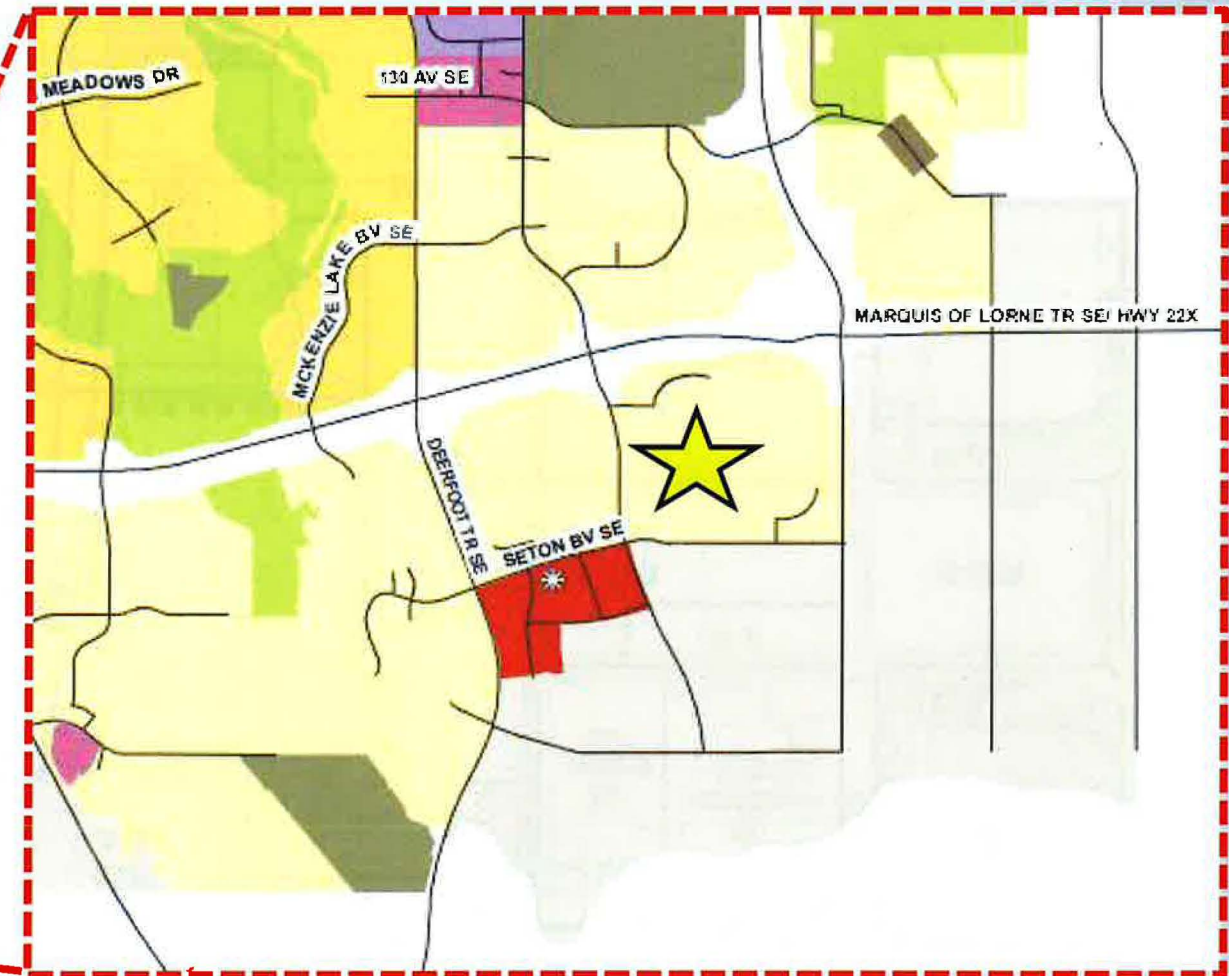 MEADOWS DR
130 AV SE
MCKENZIE LAKE BV SE
MARQUIS OF LORNE TR SE/ HWY 22X
DEERFOOT TR SE
SETON BV SE